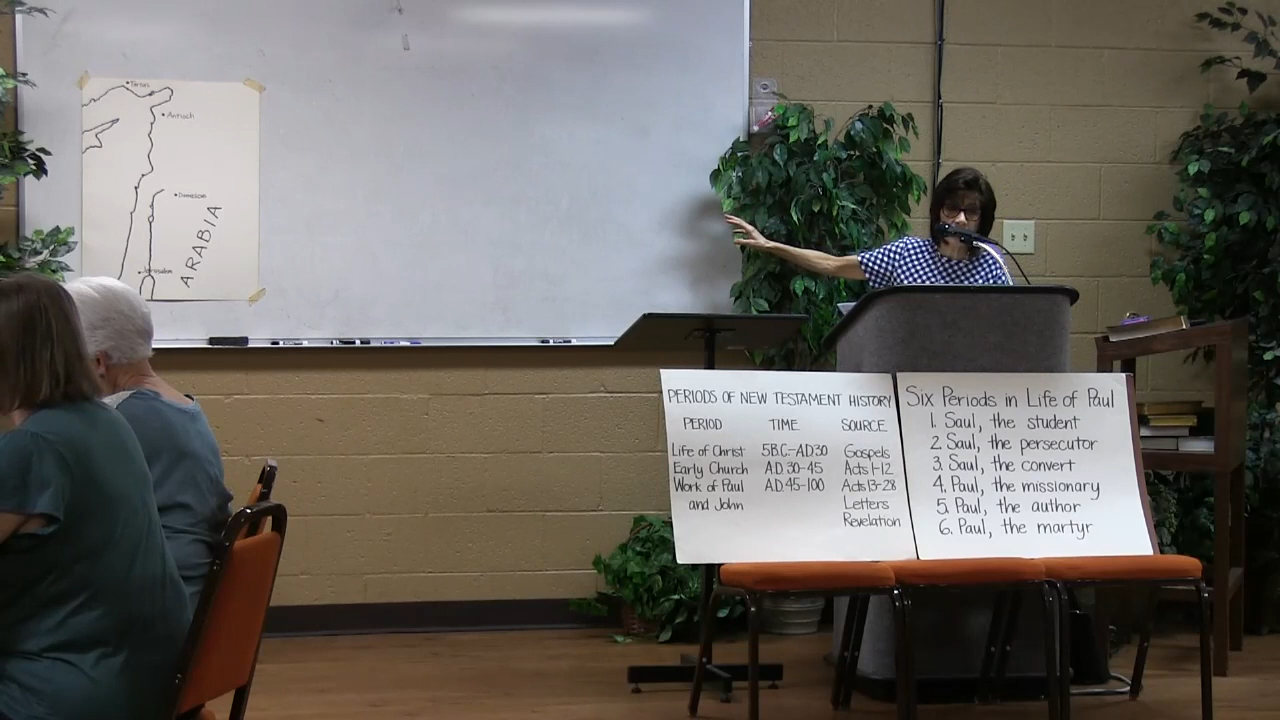 Tarsus
Antioch
Damascus
ARABIA
Jerusalem
PERIODS OF NEW TESTAMENT HISTORY
PERIOD TIME SOURCE
Life of Christ 5B.C.-A.D.30 Gospels
Early Church A.D.30-45 Acts 1-12
Work of Paul A.D.45-100 Acts 13-28
and John Letters
Revelation
Six Periods in Life of Paul
1. Saul, the student
2. Saul, the persecutor
3. Saul, the convert
4. Paul, the missionary
5. Paul, the author
6. Paul, the martyr